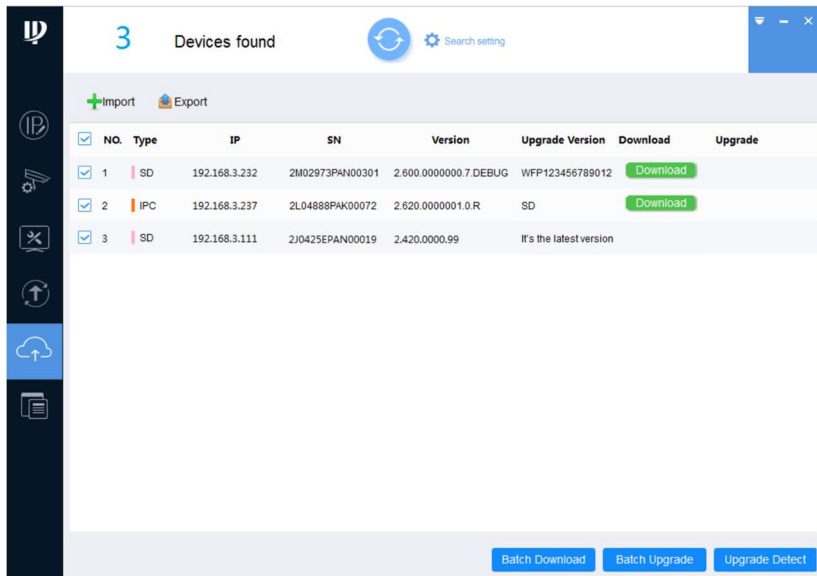 IP
3 Devices found Search setting
Import Export
NO. Type IP SN Version Upgrade Version Download Upgrade
1 SD 192.168.3.232 2M02973PAN00301 2.600.0000000.7.DEBUG WFP123456789012 Download
2 IPC 192.168.3.237 2L04888PAK00072 2.620.0000001.0.R SD Download
3 SD 192.168.3.111 2J0425EPAN00019 2.420.0000.99 It's the latest version
Batch Download Batch Upgrade Upgrade Detect